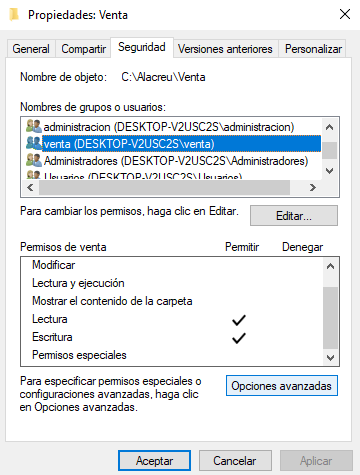 Propiedades: Venta
General Compartir Seguridad Versiones anteriores Personalizar
Nombre de objeto: C:\Alacreu\Venta
Nombres de grupos o usuarios:
administracion (DESKTOP-V2USC2S\administracion)
venta (DESKTOP-V2USC2S\venta)
Administradores (DESKTOP-V2USC2S\Administradores)
Usuarios (DESKTOP-V2USC2S\Usuarios)
Para cambiar los permisos, haga clic en Editar.
Editar...
Permisos de venta Permitir Denegar
Modificar
Lectura y ejecución
Mostrar el contenido de la carpeta
Lectura
Escritura
Permisos especiales
Para especificar permisos especiales o
configuraciones avanzadas, haga clic
en Opciones avanzadas.
Opciones avanzadas
Aceptar Cancelar Aplicar